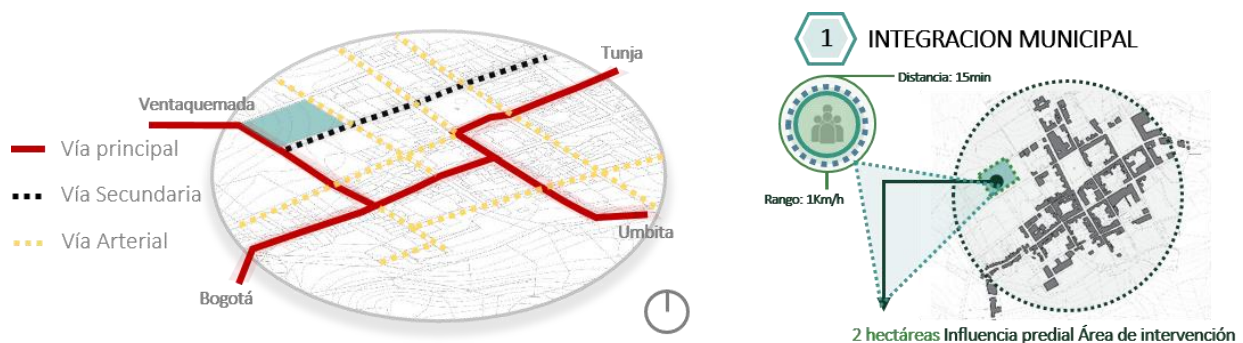 Tunja
Ventaquemada
Vía principal
Vía Secundaria
Vía Arterial
Umbita
Bogotá
1 INTEGRACION MUNICIPAL
Distancia: 15min
Rango: 1Km/h
2 hectáreas Influencia predial Área de intervención